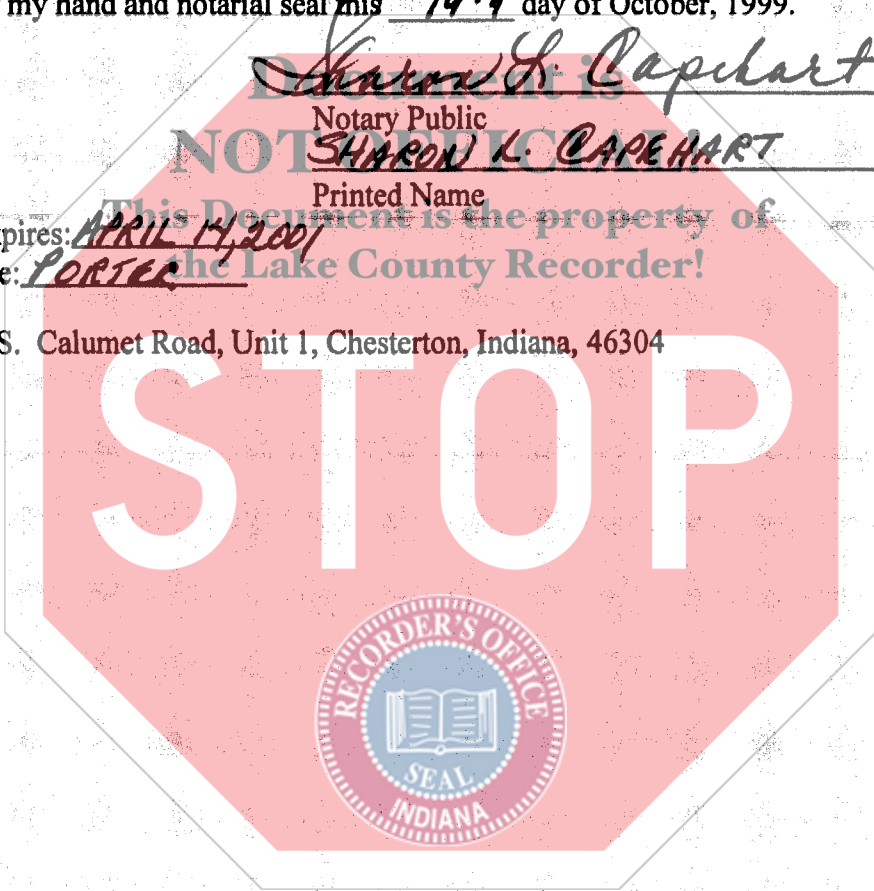 my hand and notarial seal this day of October, 1999.
Sharon L. Capehart
Document is
Notary Public
NOT OFFICIAL!
SHARON L. CAPEHART
Printed Name
This Document is the property of
pires: APRIL 14, 2001
the Lake County Recorder!
e: PORTER
S. Calumet Road, Unit 1, Chesterton, Indiana, 46304
STOP
RECORDER'S OFFICE
SEAL
INDIANA